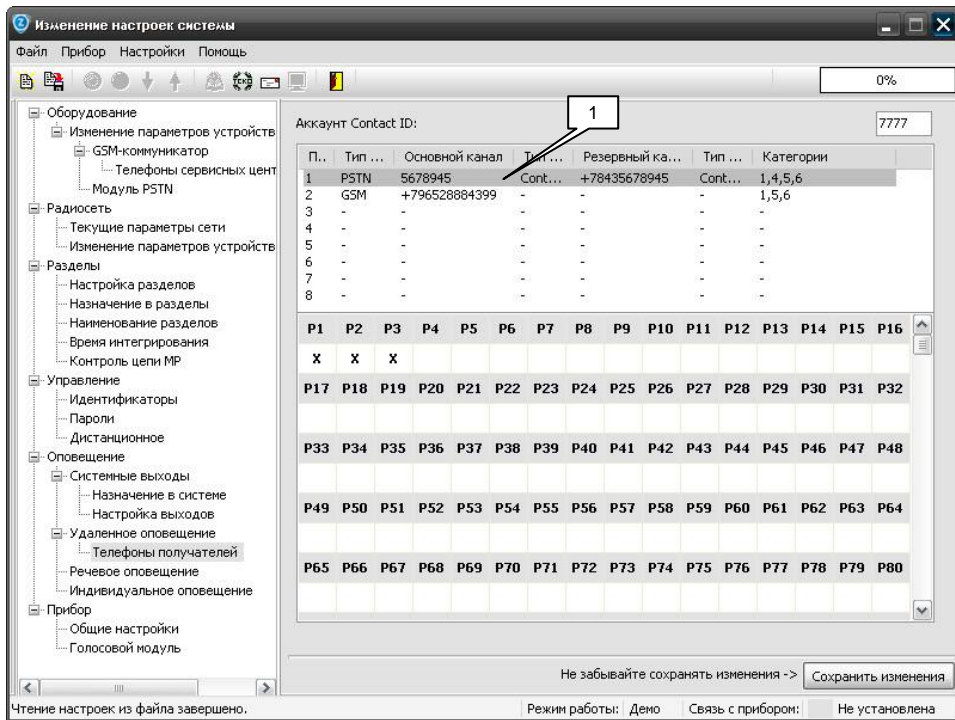 Изменение настроек системы
Файл Прибор Настройки Помощь
0%
Оборудование
Изменение параметров устройств
GSM-коммуникатор
Телефоны сервисных цент
Модуль PSTN
Радиосеть
Текущие параметры сети
Изменение параметров устройств
Разделы
Настройка разделов
Назначение в разделы
Наименование разделов
Время интегрирования
Контроль цепи МР
Управление
Идентификаторы
Пароли
Дистанционное
Оповещение
Системные выходы
Назначение в системе
Настройка выходов
Удаленное оповещение
Телефоны получателей
Речевое оповещение
Индивидуальное оповещение
Прибор
Общие настройки
Голосовой модуль
Аккаунт Contact ID: 7777
1
П.. Тип ... Основной канал Тип ... Резервный ка... Тип ... Категории
1 PSTN 5678945 Cont... +78435678945 Cont... 1,4,5,6
2 GSM +796528884399 - - - 1,5,6
3 - - - - - -
4 - - - - - -
5 - - - - - -
6 - - - - - -
7 - - - - - -
8 - - - - - -
P1 P2 P3 P4 P5 P6 P7 P8 P9 P10 P11 P12 P13 P14 P15 P16
x x x
P17 P18 P19 P20 P21 P22 P23 P24 P25 P26 P27 P28 P29 P30 P31 P32
P33 P34 P35 P36 P37 P38 P39 P40 P41 P42 P43 P44 P45 P46 P47 P48
P49 P50 P51 P52 P53 P54 P55 P56 P57 P58 P59 P60 P61 P62 P63 P64
P65 P66 P67 P68 P69 P70 P71 P72 P73 P74 P75 P76 P77 P78 P79 P80
Не забывайте сохранять изменения -> Сохранить изменения
Чтение настроек из файла завершено. Режим работы: Демо Связь с прибором: Не установлена